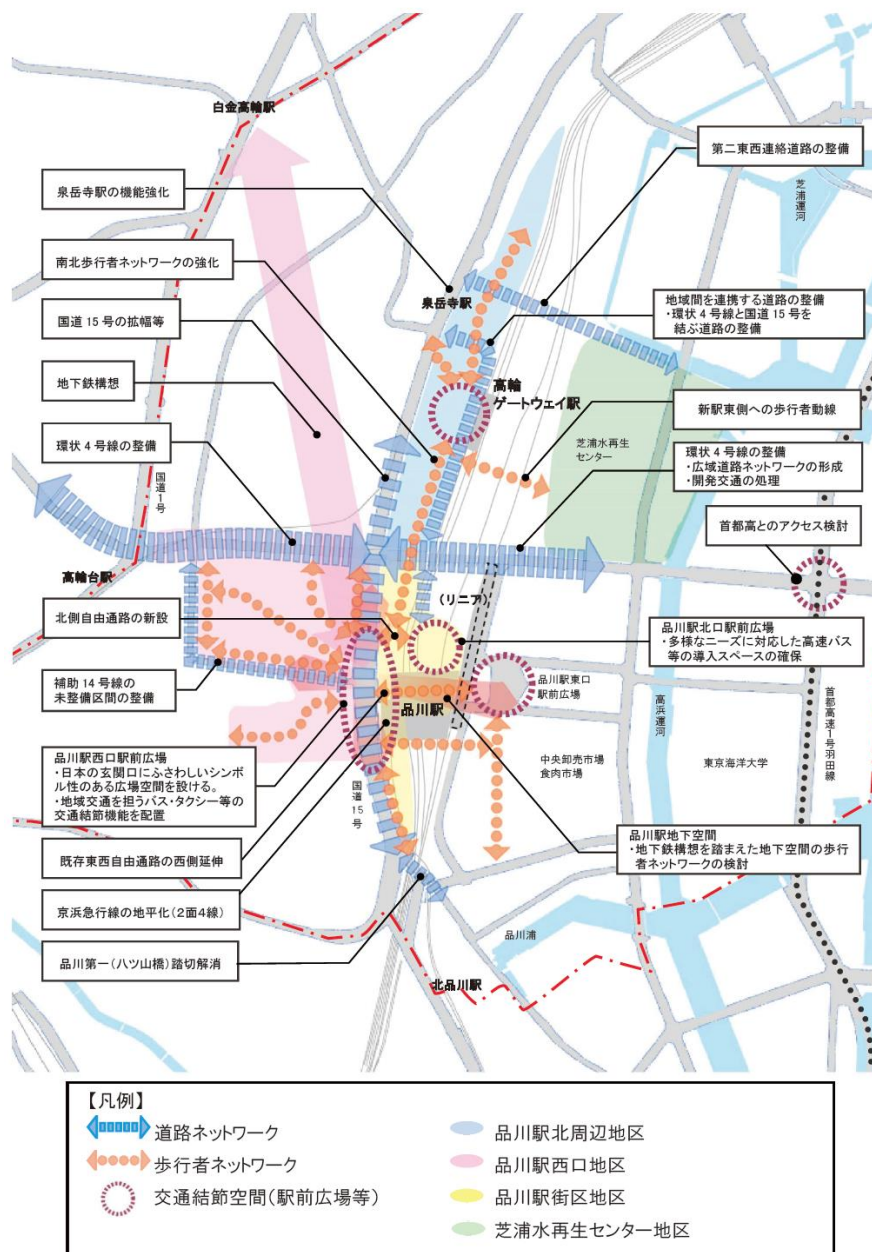 白金高輪駅
第二東西連絡道路の整備
芝浦運河
泉岳寺駅の機能強化
南北歩行者ネットワークの強化
泉岳寺駅
地域間を連携する道路の整備
・環状4号線と国道15号を
結ぶ道路の整備
国道15号の拡幅等
地下鉄構想
高輪
ゲートウェイ駅
新駅東側への歩行者動線
環状4号線の整備
芝浦水再生
センター
環状4号線の整備
・広域道路ネットワークの形成
・開発交通の処理
国道1号
首都高とのアクセス検討
高輪台駅
(リニア)
北側自由通路の新設
品川駅北口駅前広場
・多様なニーズに対応した高速バス
等の導入スペースの確保
補助14号線の
未整備区間の整備
品川駅東口
駅前広場
品川駅
高浜運河
首都高速1号羽田線
品川駅西口駅前広場
・日本の玄関口にふさわしいシンボ
ル性のある広場空間を設ける。
・地域交通を担うバス・タクシー等の
交通結節機能を配置
中央卸売市場
食肉市場
東京海洋大学
国道15号
既存東西自由通路の西側延伸
品川駅地下空間
・地下鉄構想を踏まえた地下空間の歩行
者ネットワークの検討
京浜急行線の地平化(2面4線)
品川第一(八ツ山橋)踏切解消
品川浦
北品川駅
【凡例】
道路ネットワーク
歩行者ネットワーク
交通結節空間(駅前広場等)
品川駅北周辺地区
品川駅西口地区
品川駅街区地区
芝浦水再生センター地区